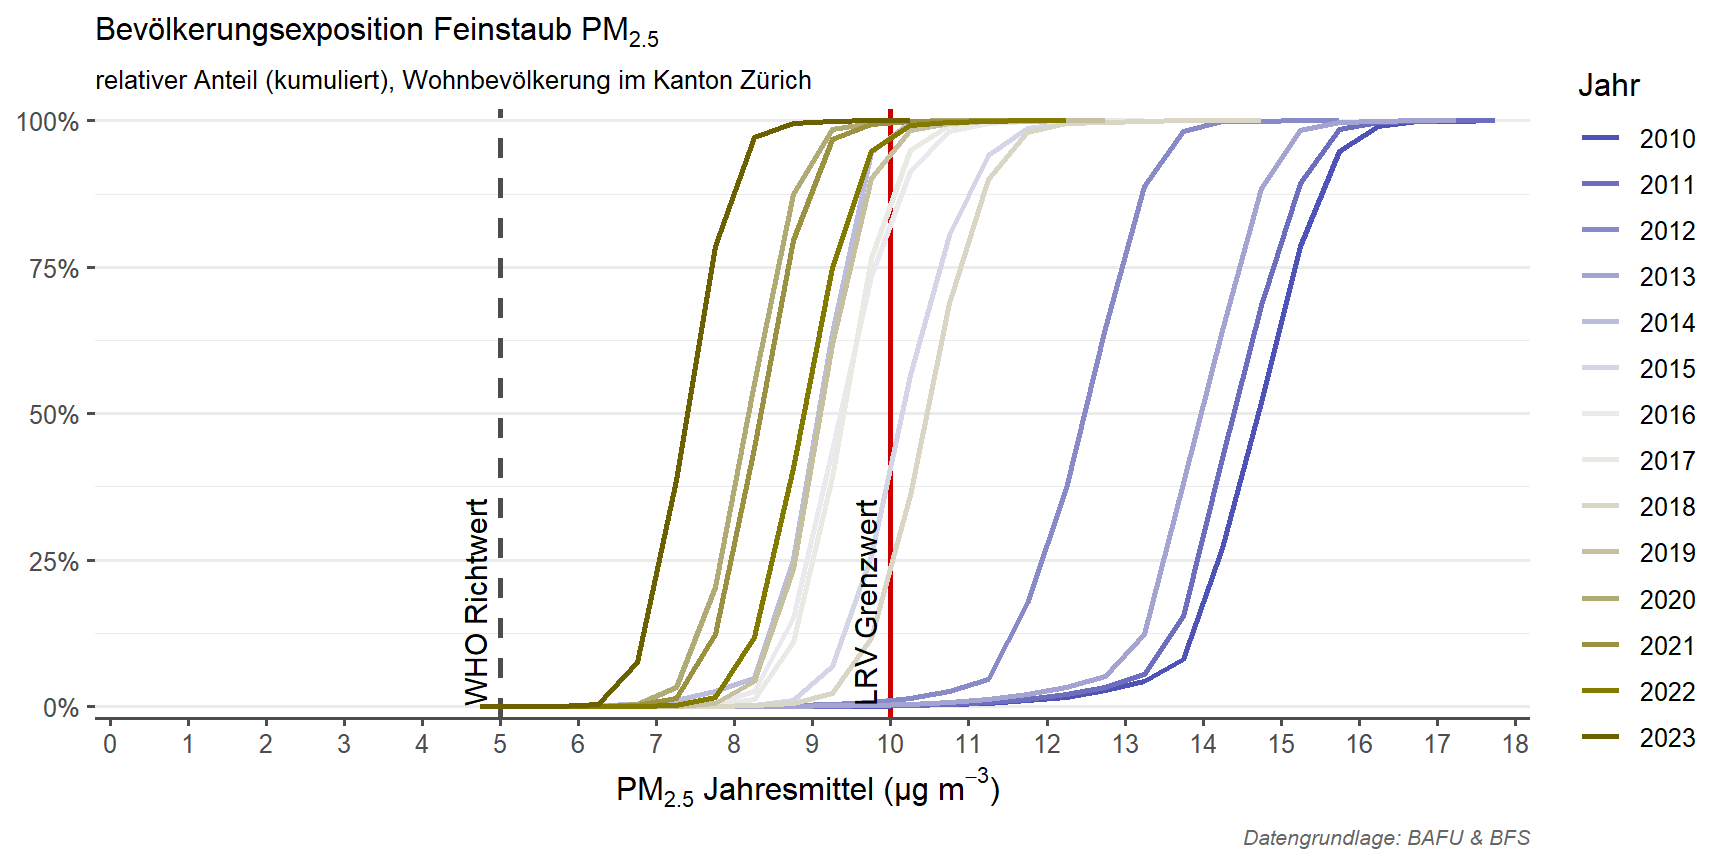 Bevölkerungsexposition Feinstaub PM2.5
relativer Anteil (kumuliert), Wohnbevölkerung im Kanton Zürich
100%
75%
50%
25%
0%
WHO Richtwert
LRV Grenzwert
0 1 2 3 4 5 6 7 8 9 10 11 12 13 14 15 16 17 18
PM2.5 Jahresmittel (µg m−3)
Jahr
2010
2011
2012
2013
2014
2015
2016
2017
2018
2019
2020
2021
2022
2023
Datengrundlage: BAFU & BFS